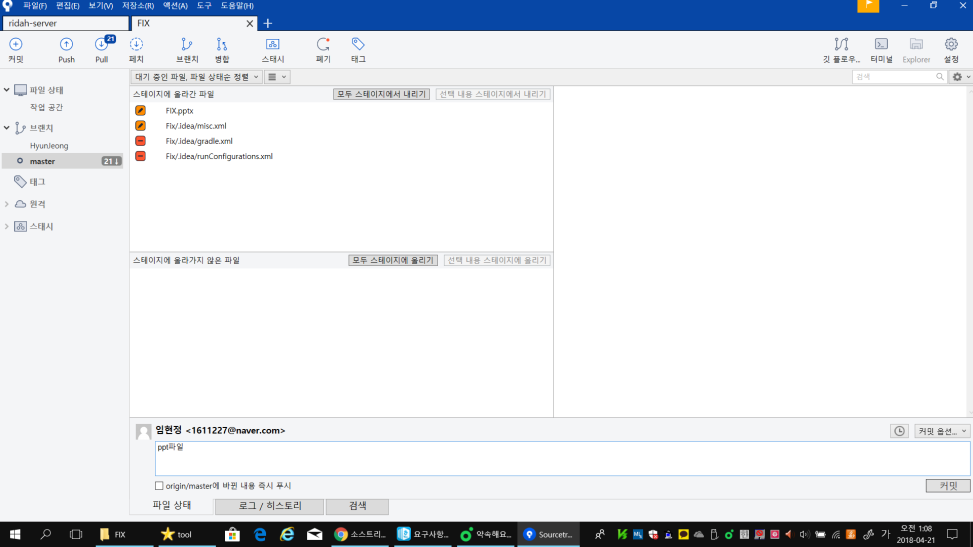 파일(F) 편집(E) 보기(V) 저장소(R) 액션(A) 도구 도움말(H)
ridah-server
FIX
커밋 Push Pull 21 페치 브랜치 병합 스태시 폐기 태그 깃 플로우.. 터미널 Explorer 설정
파일 상태
작업 공간
브랜치
HyunJeong
master 21↓
태그
원격
스태시
대기 중인 파일, 파일 상태순 정렬
검색
스테이지에 올라간 파일 모두 스테이지에서 내리기 선택 내용 스테이지에서 내리기
FIX.pptx
Fix/.idea/misc.xml
Fix/.idea/gradle.xml
Fix/.idea/runConfigurations.xml
스테이지에 올라가지 않은 파일 모두 스테이지에 올리기 선택 내용 스테이지에 올리기
임현정 <1611227@naver.com>
커밋 옵션...
ppt파일
origin/master에 바뀐 내용 즉시 푸시
커밋
파일 상태 로그 / 히스토리 검색
FIX tool 소스트리... 요구사항... 약속해요... Sourcetr... 가
오전 1:08
2018-04-21